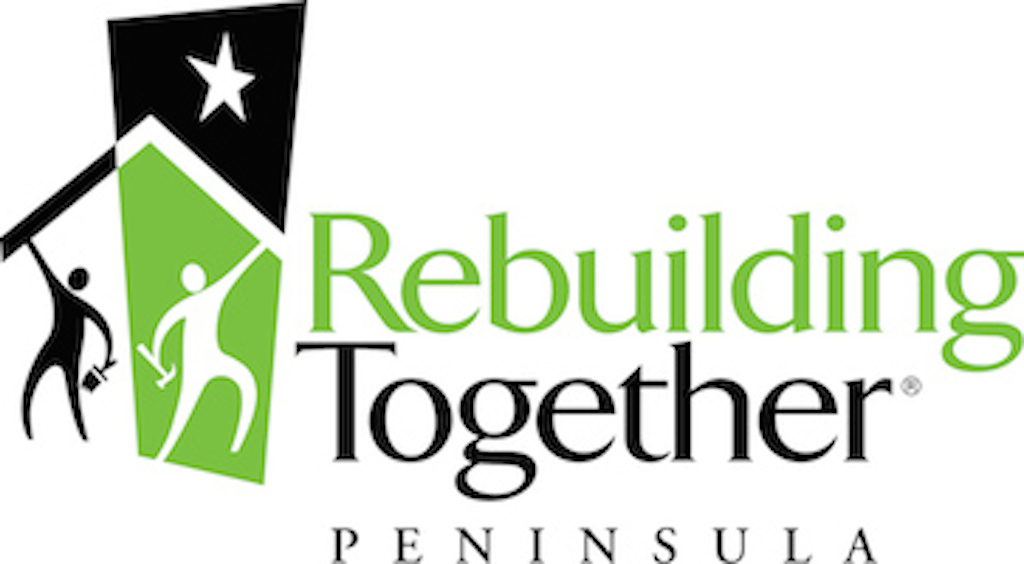 Rebuilding
Together®
PENINSULA